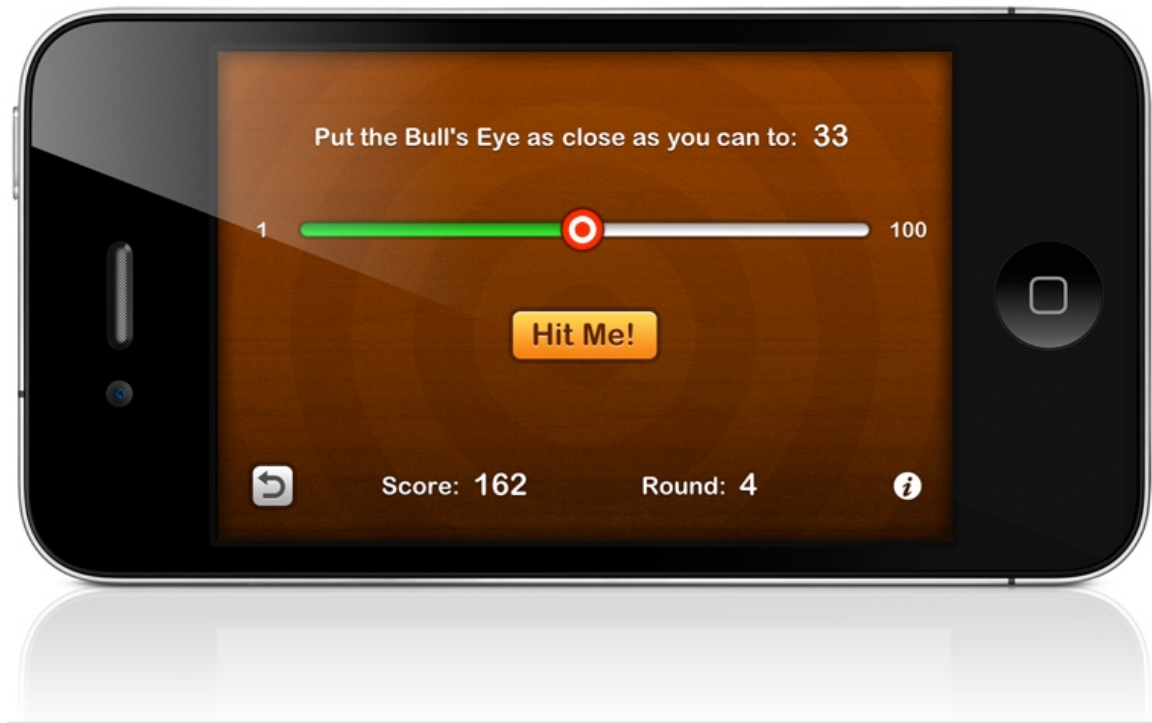 Put the Bull's Eye as close as you can to: 33
1 100
Hit Me!
Score: 162 Round: 4 i